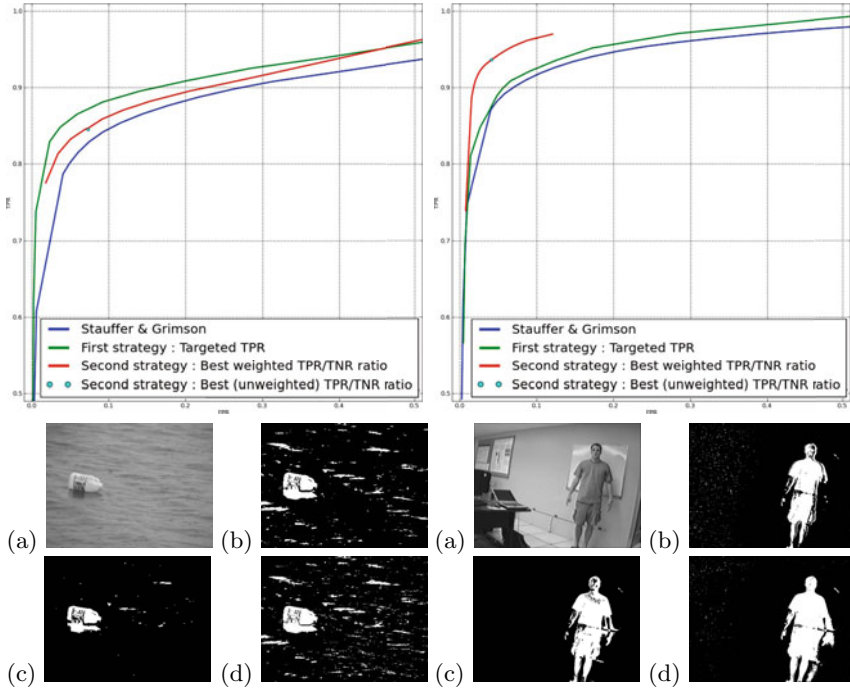 1.0
0.9
0.8
0.7
0.6
0.5
TPR
0.0 0.1 0.2 0.3 0.4 0.5
FPR
Stauffer & Grimson
First strategy : Targeted TPR
Second strategy : Best weighted TPR/TNR ratio
Second strategy : Best (unweighted) TPR/TNR ratio
1.0
0.9
0.8
0.7
0.6
0.5
TPR
0.0 0.1 0.2 0.3 0.4 0.5
FPR
Stauffer & Grimson
First strategy : Targeted TPR
Second strategy : Best weighted TPR/TNR ratio
Second strategy : Best (unweighted) TPR/TNR ratio
(a) (b) (a) (b)
(c) (d) (c) (d)